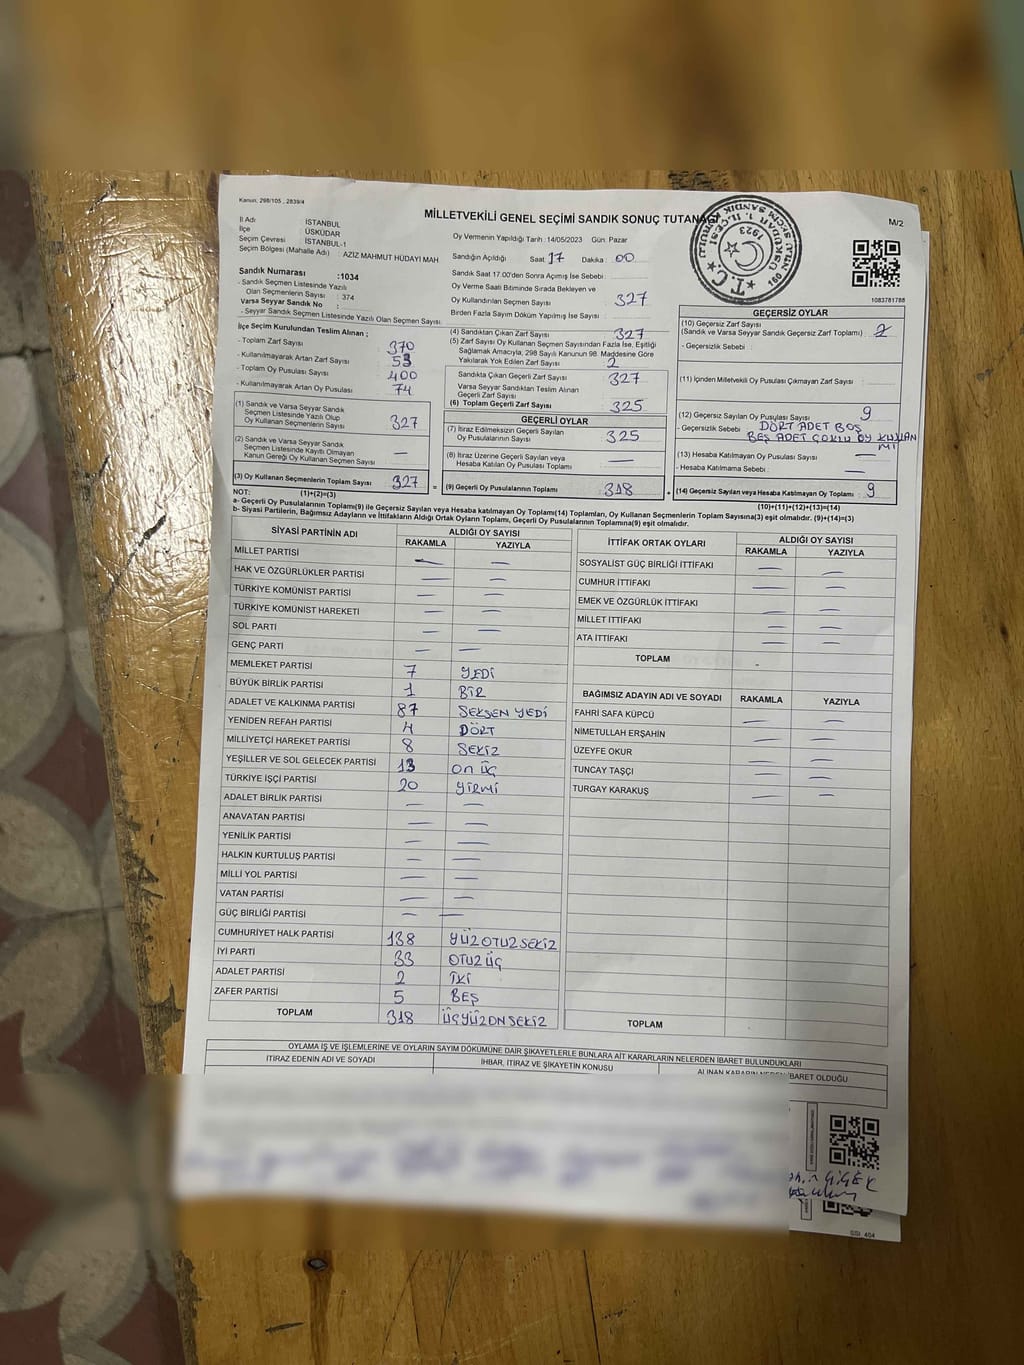 Kanun: 298/105 , 2839/4
MİLLETVEKİLİ GENEL SEÇİMİ SANDIK SONUÇ TUTANAĞI
M/2
İl Adı : İSTANBUL
İlçe : ÜSKÜDAR
Seçim Çevresi : İSTANBUL-1
Seçim Bölgesi (Mahalle Adı) : AZİZ MAHMUT HÜDAYİ MAH
Oy Vermenin Yapıldığı Tarih :14/05/2023 Gün: Pazar
Sandığın Açıldığı Saat: 17 Dakika : 00
Sandık Saat 17.00'den Sonra Açılmış İse Sebebi :
Oy Verme Saati Bitiminde Sırada Bekleyen ve
Oy Kullandırılan Seçmen Sayısı : 327
Birden Fazla Sayım Döküm Yapılmış İse Sayısı :
1083781788
Sandık Numarası :1034
- Sandık Seçmen Listesinde Yazılı
Olan Seçmenlerin Sayısı : 374
Varsa Seyyar Sandık No :
- Seyyar Sandık Seçmen Listesinde Yazılı Olan Seçmen Sayısı:
İlçe Seçim Kurulundan Teslim Alınan ;
- Toplam Zarf Sayısı : 370
- Kullanılmayarak Artan Zarf Sayısı : 53
- Toplam Oy Pusulası Sayısı : 400
- Kullanılmayarak Artan Oy Pusulası : 74
(1) Sandık ve Varsa Seyyar Sandık
Seçmen Listesinde Yazılı Olup
Oy Kullanan Seçmenlerin Sayısı : 327
(2) Sandık ve Varsa Seyyar Sandık
Seçmen Listesinde Kayıtlı Olmayan
Kanun Gereği Oy Kullanan Seçmen Sayısı : —
(3) Oy Kullanan Seçmenlerin Toplam Sayısı : 327
(4) Sandıktan Çıkan Zarf Sayısı : 327
(5) Zarf Sayısı Oy Kullanan Seçmen Sayısından Fazla İse, Eşitliği
Sağlamak Amacıyla, 298 Sayılı Kanunun 98. Maddesine Göre
Yakılarak Yok Edilen Zarf Sayısı : 2
Sandıkta Çıkan Geçerli Zarf Sayısı : 327
Varsa Seyyar Sandıktan Teslim Alınan
Geçerli Zarf Sayısı :
(6) Toplam Geçerli Zarf Sayısı : 325
GEÇERLİ OYLAR
(7) İtiraz Edilmeksizin Geçerli Sayılan
Oy Pusulalarının Sayısı : 325
(8) İtiraz Üzerine Geçerli Sayılan veya
Hesaba Katılan Oy Pusulası Toplamı : —
(9) Geçerli Oy Pusulalarının Toplamı : 318
GEÇERSİZ OYLAR
(10) Geçersiz Zarf Sayısı
(Sandık ve Varsa Seyyar Sandık Geçersiz Zarf Toplamı) : 2
- Geçersizlik Sebebi :
(11) İçinden Milletvekili Oy Pusulası Çıkmayan Zarf Sayısı :
(12) Geçersiz Sayılan Oy Pusulası Sayısı : 9
- Geçersizlik Sebebi : DÖRT ADET BOŞ
BEŞ ADET ÇOKLU OY KULLANMI
(13) Hesaba Katılmayan Oy Pusulası Sayısı : —
- Hesaba Katılmama Sebebi : —
(14) Geçersiz Sayılan veya Hesaba Katılmayan Oy Toplamı : 9
NOT: (1)+(2)=(3) (10)+(11)+(12)+(13)=(14)
a- Geçerli Oy Pusulaları Toplamı(9) ile Geçersiz Sayılan veya Hesaba katılmayan Oy Toplamı(14) Toplamları, Oy Kullanan Seçmenlerin Toplam Sayısına(3) eşit olmalıdır. (9)+(14)=(3)
b- Siyasi Partilerin, Bağımsız Adayların ve İttifakların Aldığı Ortak Oyların Toplamı, Geçerli Oy Pusulalarının Toplamına(9) eşit olmalıdır.
SİYASİ PARTİNİN ADI ALDIĞI OY SAYISI
RAKAMLA YAZIYLA
MİLLET PARTİSİ — —
HAK VE ÖZGÜRLÜKLER PARTİSİ — —
TÜRKİYE KOMÜNİST PARTİSİ — —
TÜRKİYE KOMÜNİST HAREKETİ — —
SOL PARTİ — —
GENÇ PARTİ — —
MEMLEKET PARTİSİ 7 YEDİ
BÜYÜK BİRLİK PARTİSİ 1 BİR
ADALET VE KALKINMA PARTİSİ 87 SEKSEN YEDİ
YENİDEN REFAH PARTİSİ 4 DÖRT
MİLLİYETÇİ HAREKET PARTİSİ 8 SEKİZ
YEŞİLLER VE SOL GELECEK PARTİSİ 13 on üç
TÜRKİYE İŞÇİ PARTİSİ 20 yirmi
ADALET BİRLİK PARTİSİ — —
ANAVATAN PARTİSİ — —
YENİLİK PARTİSİ — —
HALKIN KURTULUŞ PARTİSİ — —
MİLLİ YOL PARTİSİ — —
VATAN PARTİSİ — —
GÜÇ BİRLİĞİ PARTİSİ — —
CUMHURİYET HALK PARTİSİ 138 YÜZ OTUZ SEKİZ
İYİ PARTİ 33 OTUZ ÜÇ
ADALET PARTİSİ 2 İKİ
ZAFER PARTİSİ 5 BEŞ
TOPLAM 318 ÜÇYÜZ ON SEKİZ
İTTİFAK ORTAK OYLARI ALDIĞI OY SAYISI
RAKAMLA YAZIYLA
SOSYALİST GÜÇ BİRLİĞİ İTTİFAKI — —
CUMHUR İTTİFAKI — —
EMEK VE ÖZGÜRLÜK İTTİFAKI — —
MİLLET İTTİFAKI — —
ATA İTTİFAKI — —
TOPLAM -
BAĞIMSIZ ADAYIN ADI VE SOYADI RAKAMLA YAZIYLA
FAHRİ SAFA KÜPCÜ — —
NİMETULLAH ERŞAHİN — —
ÜZEYFE OKUR — —
TUNCAY TAŞÇI — —
TURGAY KARAKUŞ — —
TOPLAM
OYLAMA İŞ VE İŞLEMLERİNE VE OYLARIN SAYIM DÖKÜMÜNE DAİR ŞİKAYETLERLE BUNLARA AİT KARARLARIN NELERDEN İBARET BULUNDUKLARI
İTİRAZ EDENİN ADI VE SOYADI İHBAR, İTİRAZ VE ŞİKAYETİN KONUSU ALINAN KARARIN NEDEN İBARET OLDUĞU
ÇİÇEK